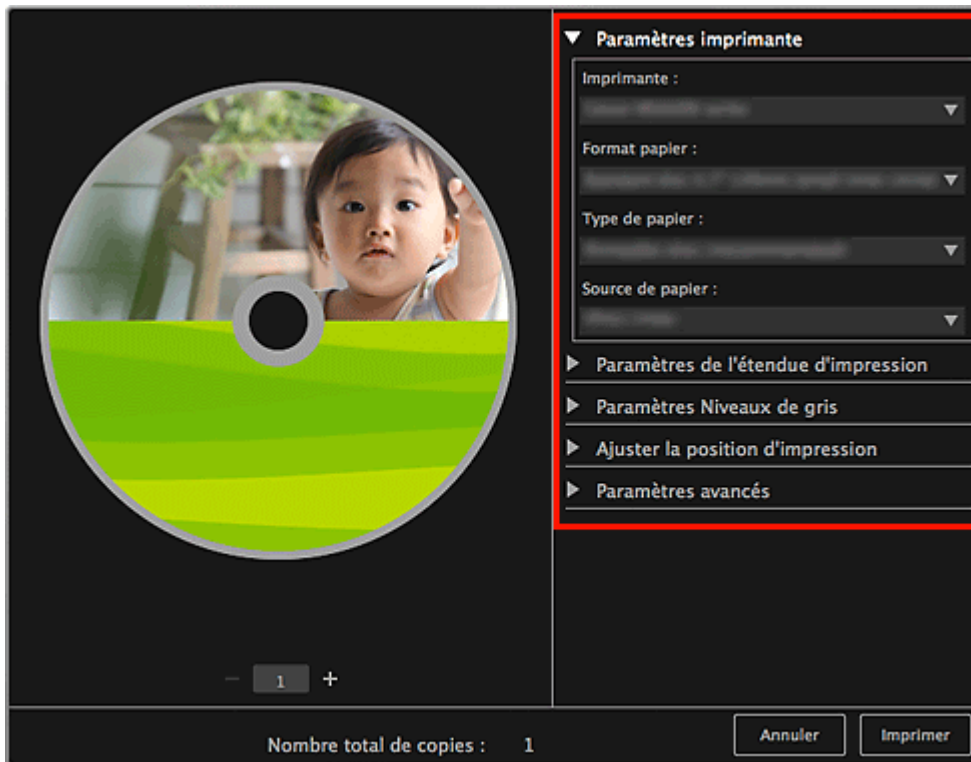 Paramètres imprimante
Imprimante :
Format papier :
Type de papier :
Source de papier :
Paramètres de l'étendue d'impression
Paramètres Niveaux de gris
Ajuster la position d'impression
Paramètres avancés
1
Nombre total de copies : 1
Annuler
Imprimer